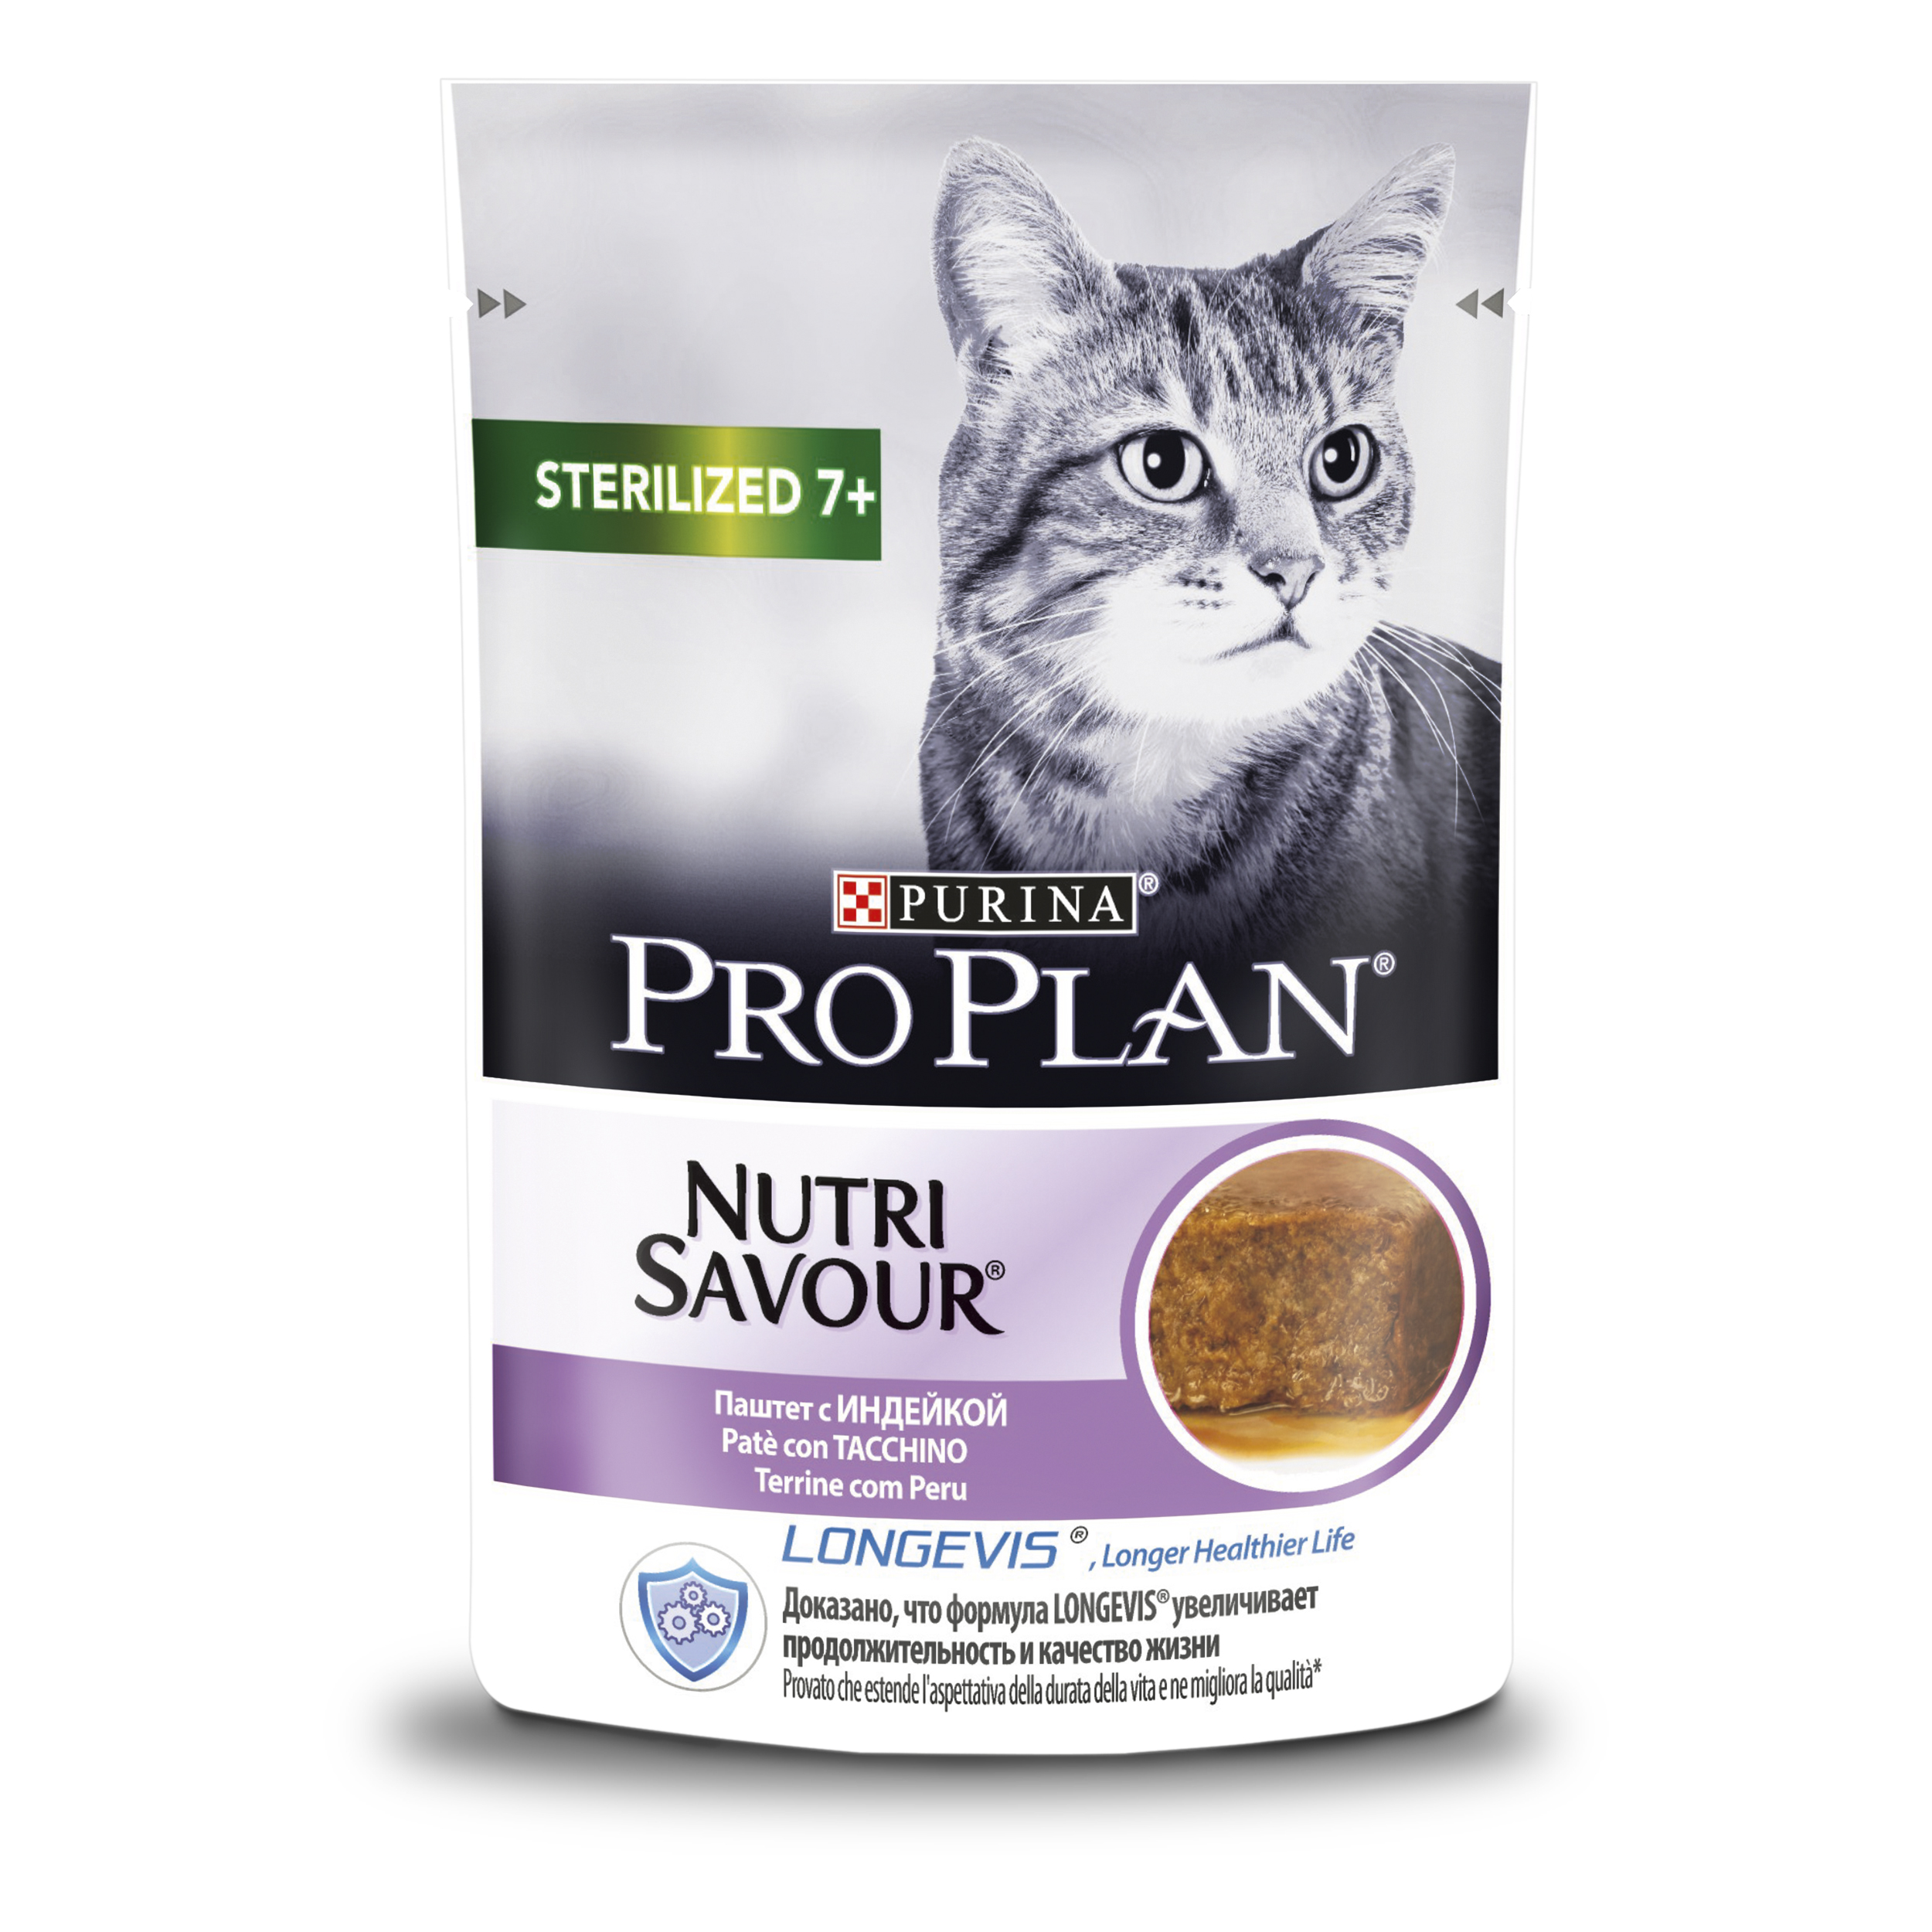 STERILIZED 7+
PURINA®
PRO PLAN®
NUTRI
SAVOUR®
Паштет с ИНДЕЙКОЙ
Patè con TACCHINO
Terrine com Peru
LONGEVIS®, Longer Healthier Life
Доказано, что формула LONGEVIS® увеличивает
продолжительность и качество жизни
Provato che estende l'aspettativa della durata della vita e ne migliora la qualità*